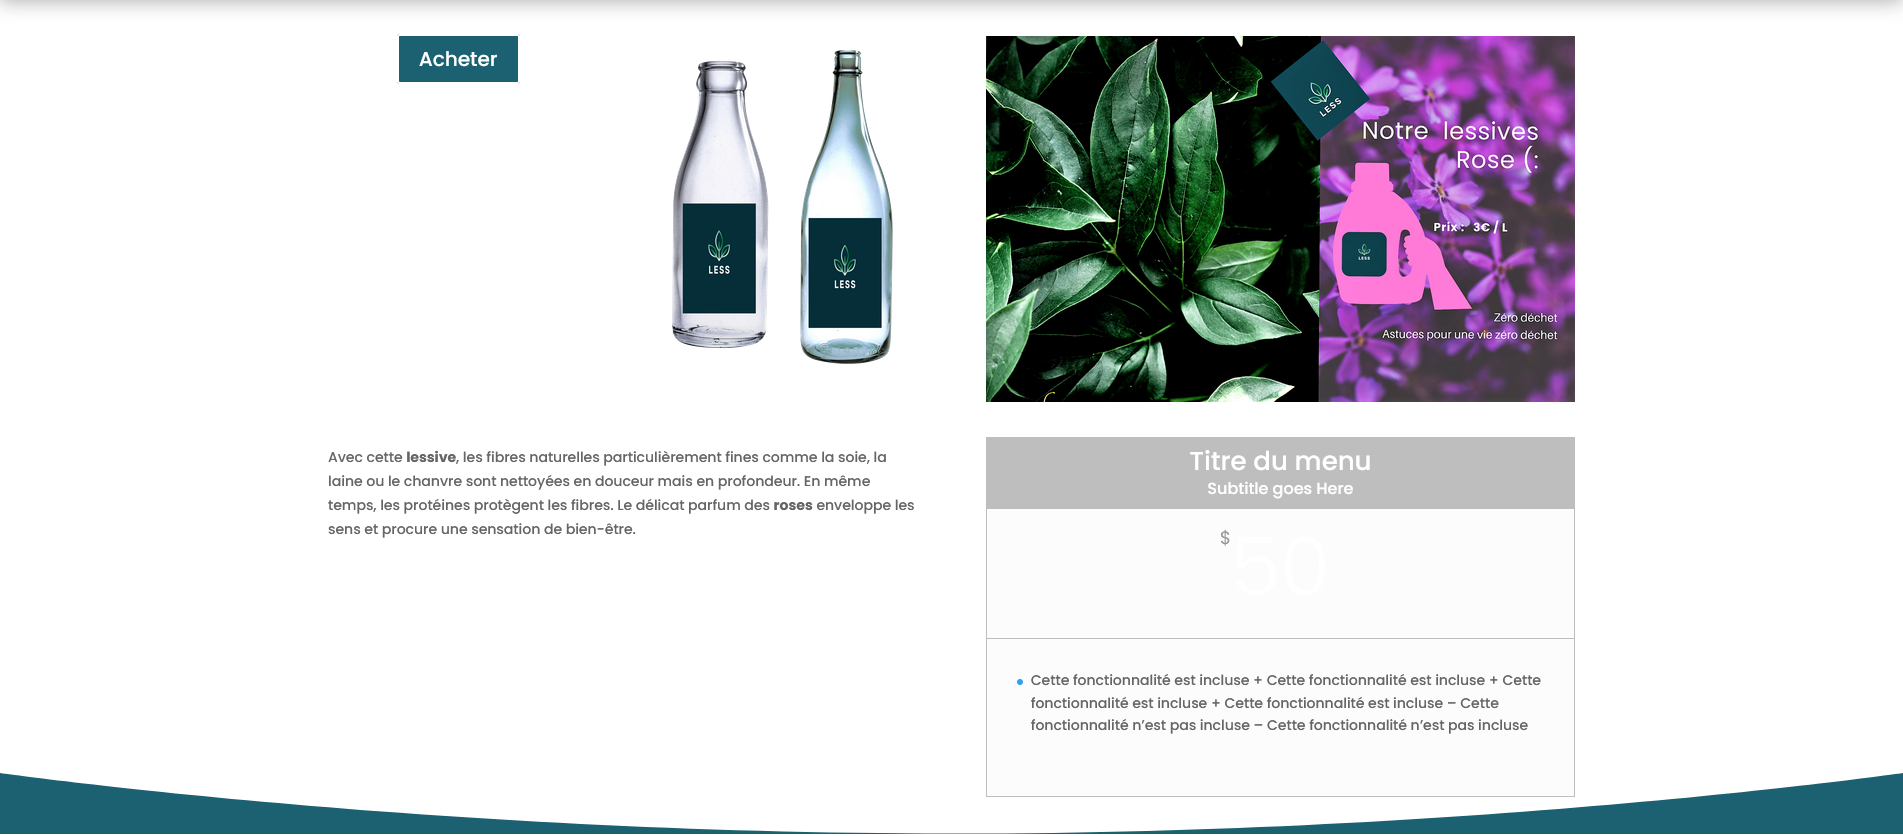 Acheter
LESS
LESS
LESS
Notre lessives
Rose (:
Prix : 3€ / L
LESS
Zéro déchet
Astuces pour une vie zéro déchet
Avec cette lessive, les fibres naturelles particulièrement fines comme la soie, la
laine ou le chanvre sont nettoyées en douceur mais en profondeur. En même
temps, les protéines protègent les fibres. Le délicat parfum des roses enveloppe les
sens et procure une sensation de bien-être.
Titre du menu
Subtitle goes Here
$50
Cette fonctionnalité est incluse + Cette fonctionnalité est incluse + Cette
fonctionnalité est incluse + Cette fonctionnalité est incluse – Cette
fonctionnalité n’est pas incluse – Cette fonctionnalité n’est pas incluse